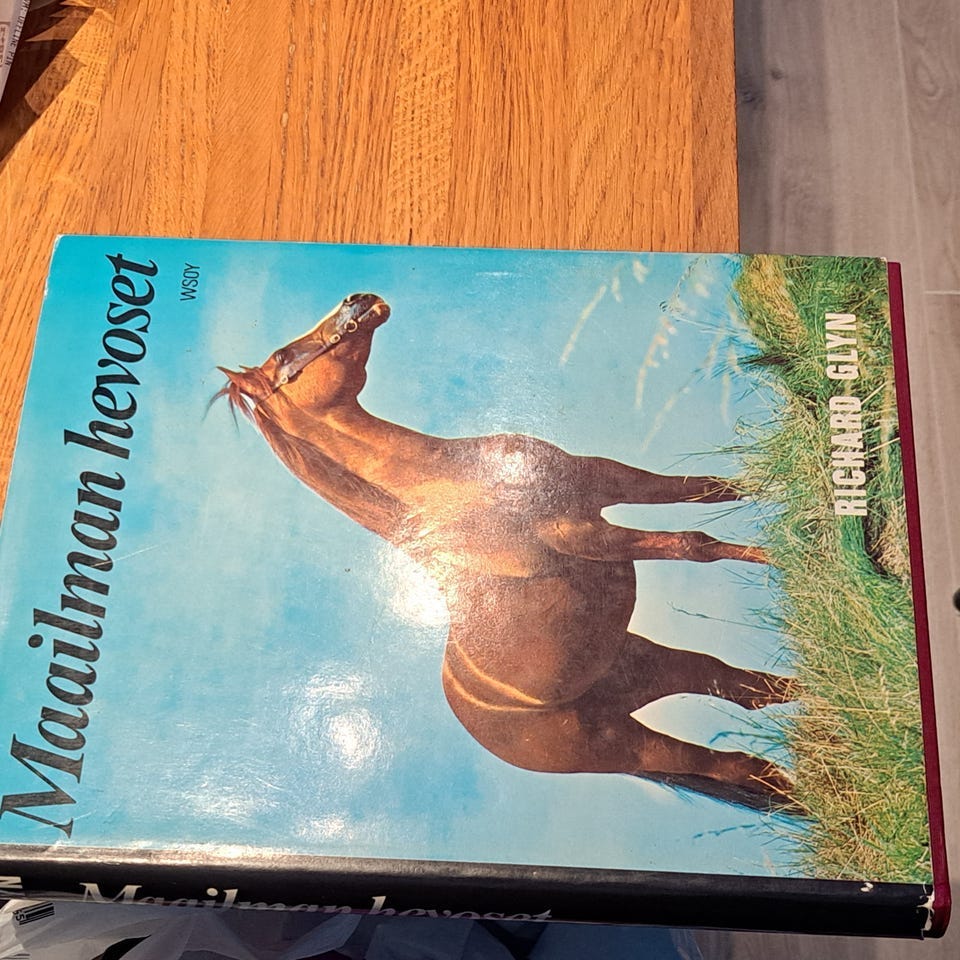 Maailman hevoset
WSOY
RICHARD GLYN
Maailman hevoset